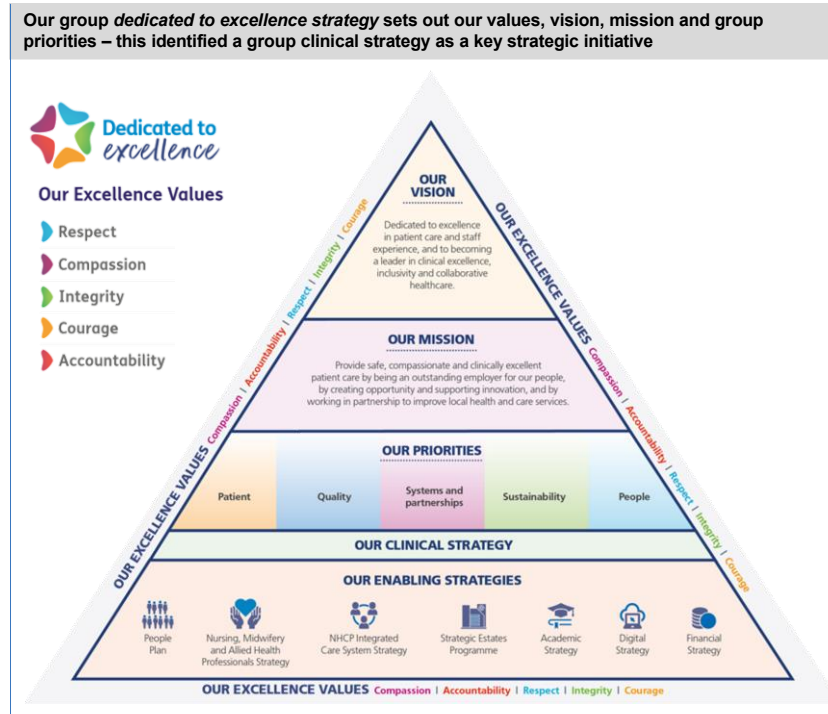 Our group dedicated to excellence strategy sets out our values, vision, mission and group
priorities – this identified a group clinical strategy as a key strategic initiative
Dedicated to
excellence
Our Excellence Values
Respect
Compassion
Integrity
Courage
Accountability
OUR
VISION
Dedicated to excellence
in patient care and staff
experience, and to becoming
a leader in clinical excellence,
inclusivity and collaborative
healthcare.
OUR MISSION
Provide safe, compassionate and clinically excellent
patient care by being an outstanding employer for our people,
by creating opportunity and supporting innovation, and by
working in partnership to improve local health and care services.
OUR PRIORITIES
Patient
Quality
Systems and
partnerships
Sustainability
People
OUR CLINICAL STRATEGY
OUR ENABLING STRATEGIES
People
Plan
Nursing, Midwifery
and Allied Health
Professionals Strategy
NHCP Integrated
Care System Strategy
Strategic Estates
Programme
Academic
Strategy
Digital
Strategy
Financial
Strategy
OUR EXCELLENCE VALUES Compassion | Accountability | Respect | Integrity | Courage
OUR EXCELLENCE VALUES Compassion | Accountability | Respect | Integrity | Courage
OUR EXCELLENCE VALUES Compassion | Accountability | Respect | Integrity | Courage